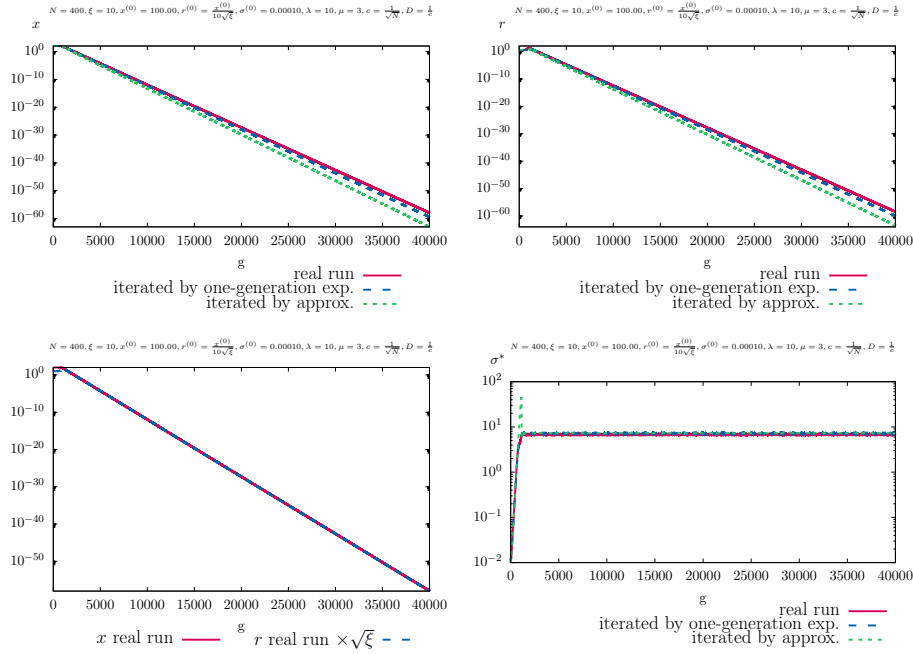 N = 400, ξ = 10, x^(0) = 100.00, r^(0) = x^(0)/(10√ξ), σ^(0) = 0.00010, λ = 10, μ = 3, c = 1/√N, D = 1/c
x
10^0
10^−10
10^−20
10^−30
10^−40
10^−50
10^−60
0 5000 10000 15000 20000 25000 30000 35000 40000
g
real run
iterated by one-generation exp.
iterated by approx.
N = 400, ξ = 10, x^(0) = 100.00, r^(0) = x^(0)/(10√ξ), σ^(0) = 0.00010, λ = 10, μ = 3, c = 1/√N, D = 1/c
r
10^0
10^−10
10^−20
10^−30
10^−40
10^−50
10^−60
0 5000 10000 15000 20000 25000 30000 35000 40000
g
real run
iterated by one-generation exp.
iterated by approx.
N = 400, ξ = 10, x^(0) = 100.00, r^(0) = x^(0)/(10√ξ), σ^(0) = 0.00010, λ = 10, μ = 3, c = 1/√N, D = 1/c
10^0
10^−10
10^−20
10^−30
10^−40
10^−50
0 5000 10000 15000 20000 25000 30000 35000 40000
g
x real run
r real run ×√ξ
N = 400, ξ = 10, x^(0) = 100.00, r^(0) = x^(0)/(10√ξ), σ^(0) = 0.00010, λ = 10, μ = 3, c = 1/√N, D = 1/c
σ*
10^2
10^1
10^0
10^−1
10^−2
0 5000 10000 15000 20000 25000 30000 35000 40000
g
real run
iterated by one-generation exp.
iterated by approx.